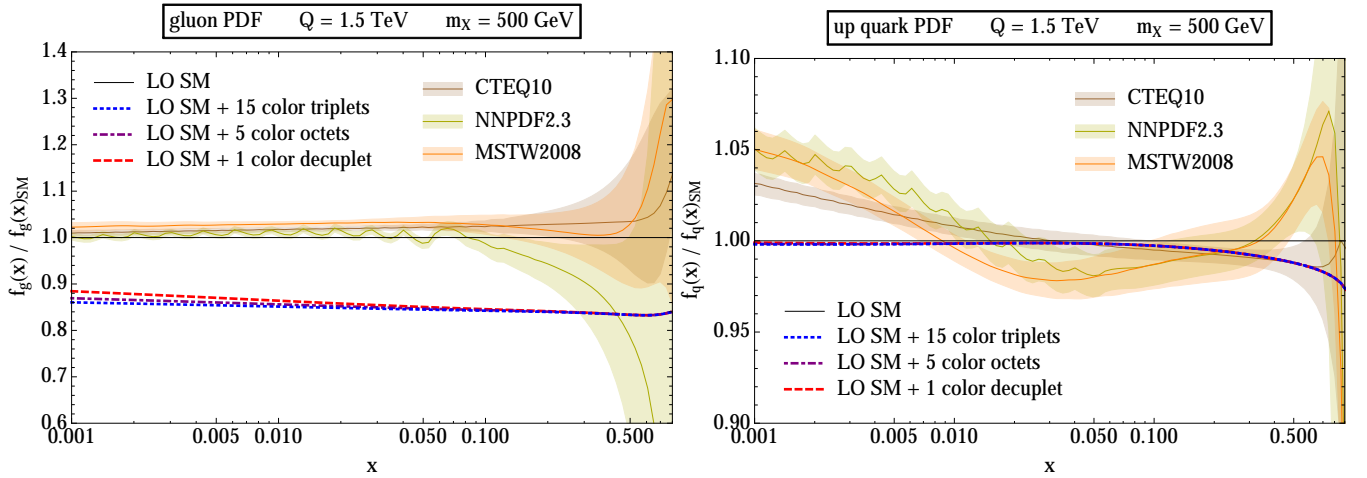 gluon PDF Q = 1.5 TeV m_X = 500 GeV
f_g(x) / f_g(x)_SM
1.4
1.3
1.2
1.1
1.0
0.9
0.8
0.7
0.6
LO SM
LO SM + 15 color triplets
LO SM + 5 color octets
LO SM + 1 color decuplet
CTEQ10
NNPDF2.3
MSTW2008
0.001 0.005 0.010 0.050 0.100 0.500
x
up quark PDF Q = 1.5 TeV m_X = 500 GeV
f_q(x) / f_q(x)_SM
1.10
1.05
1.00
0.95
0.90
CTEQ10
NNPDF2.3
MSTW2008
LO SM
LO SM + 15 color triplets
LO SM + 5 color octets
LO SM + 1 color decuplet
0.001 0.005 0.010 0.050 0.100 0.500
x